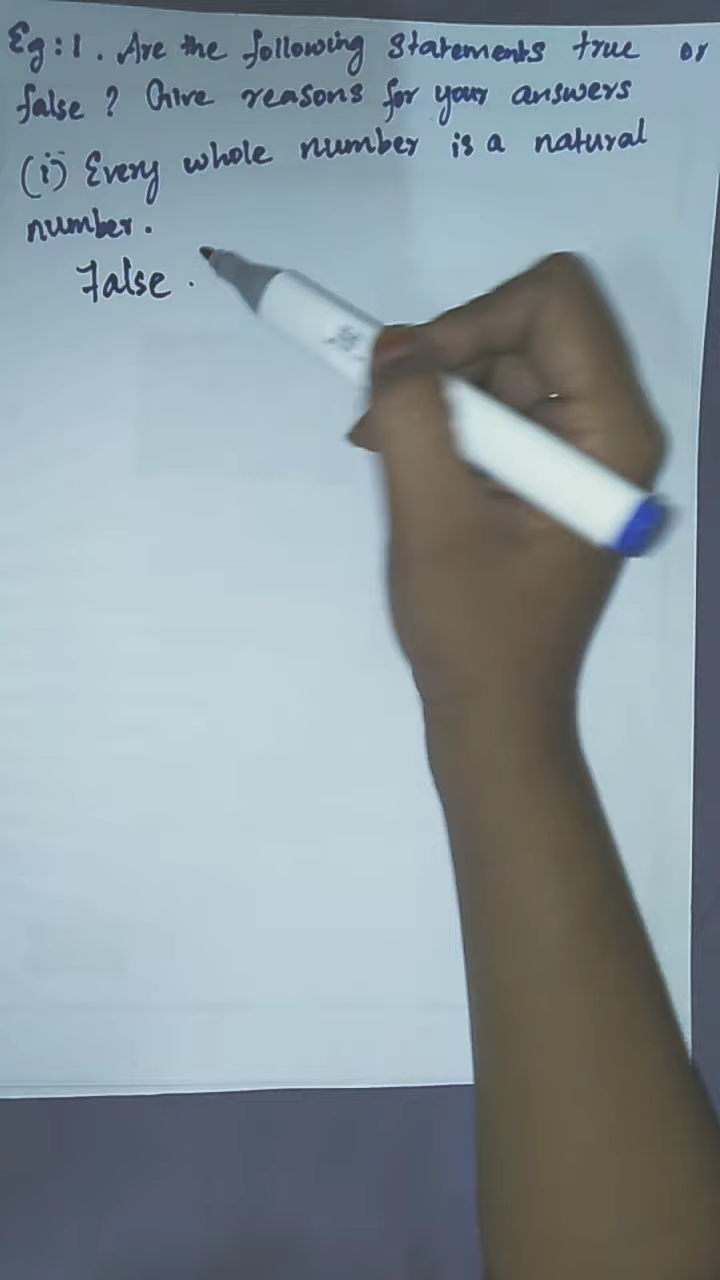 Eg:1. Are the following statements true or
false? Give reasons for your answers
(i) Every whole number is a natural
number.
False.